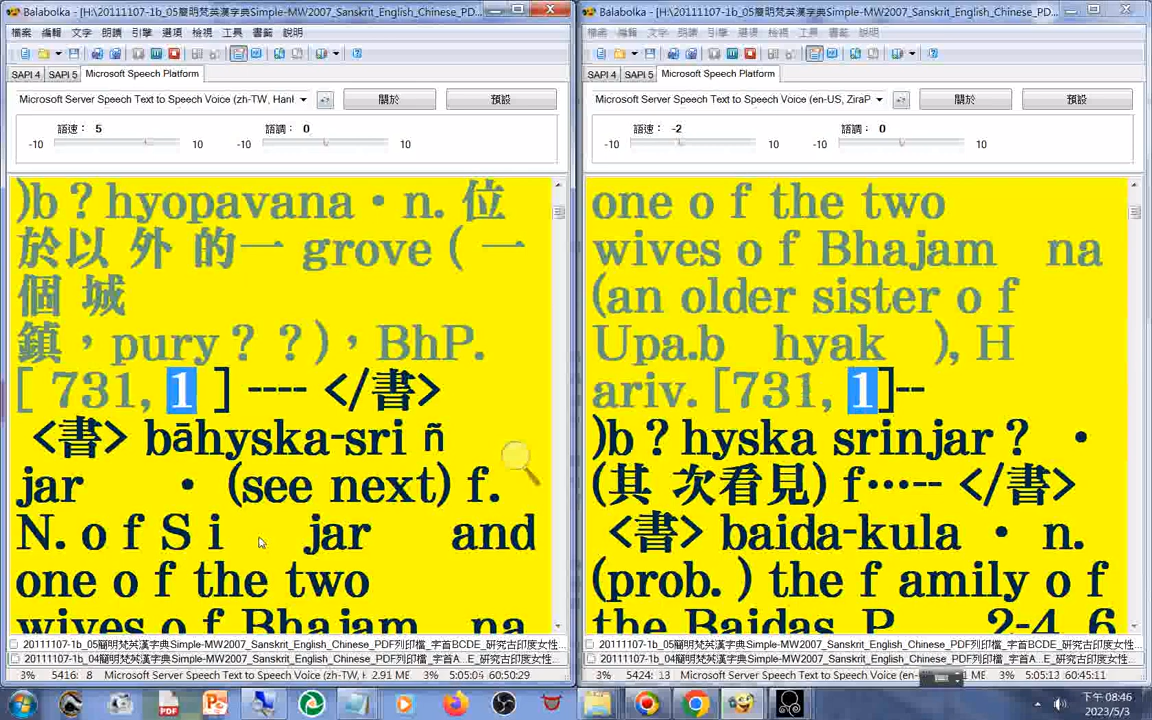 Balabolka - [H:\20111107-1b_05簡明梵英漢字典Simple-MW2007_Sanskrit_English_Chinese_PD...
檔案 編輯 文字 朗讀 引擎 選項 檢視 工具 書籤 說明
SAPI 4 SAPI 5 Microsoft Speech Platform
Microsoft Server Speech Text to Speech Voice (zh-TW, Hanl 關於 預設
語速： 5 語調： 0
-10 10 -10 10
)b？hyopavana・n. 位
於以 外 的一 grove ( 一
個 城
鎮，pury？？)，BhP.
[ 731, 1 ] ---- </書>
<書> bāhyska-sri ñ
jar ・ (see next) f.
N. o f S i jar and
one o f the two
wives o f Bhajam na
20111107-1b_05簡明梵英漢字典Simple-MW2007_Sanskrit_English_Chinese_PDF列印檔_字首BCDE_研究古印度女性...
20111107-1b_04簡明梵英漢字典Simple-MW2007_Sanskrit_English_Chinese_PDF列印檔_字首A...E_研究古印度女性...
3% 5416: 8 Microsoft Server Speech Text to Speech Voice (zh-TW, 2.91 MB 3% 5:05:04 60:50:29
Balabolka - [H:\20111107-1b_05簡明梵英漢字典Simple-MW2007_Sanskrit_English_Chinese_PD...
檔案 編輯 文字 朗讀 引擎 選項 檢視 工具 書籤 說明
SAPI 4 SAPI 5 Microsoft Speech Platform
Microsoft Server Speech Text to Speech Voice (en-US, ZiraP 關於 預設
語速： -2 語調： 0
-10 10 -10 10
one o f the two
wives o f Bhajam na
(an older sister o f
Upa.b hyak ), H
ariv. [731, 1]--
)b？hyska srinjar？ ・
(其 次看見) f…-- </書>
<書> baida-kula ・ n.
(prob. ) the f amily o f
the Baidas P 2-4 6
20111107-1b_05簡明梵英漢字典Simple-MW2007_Sanskrit_English_Chinese_PDF列印檔_字首BCDE_研究古印度女性...
20111107-1b_04簡明梵英漢字典Simple-MW2007_Sanskrit_English_Chinese_PDF列印檔_字首A...E_研究古印度女性...
3% 5424: 13 Microsoft Server Speech Text to Speech Voice (en-US, ME 3% 5:05:13 60:45:11
下午 08:46
2023/5/3